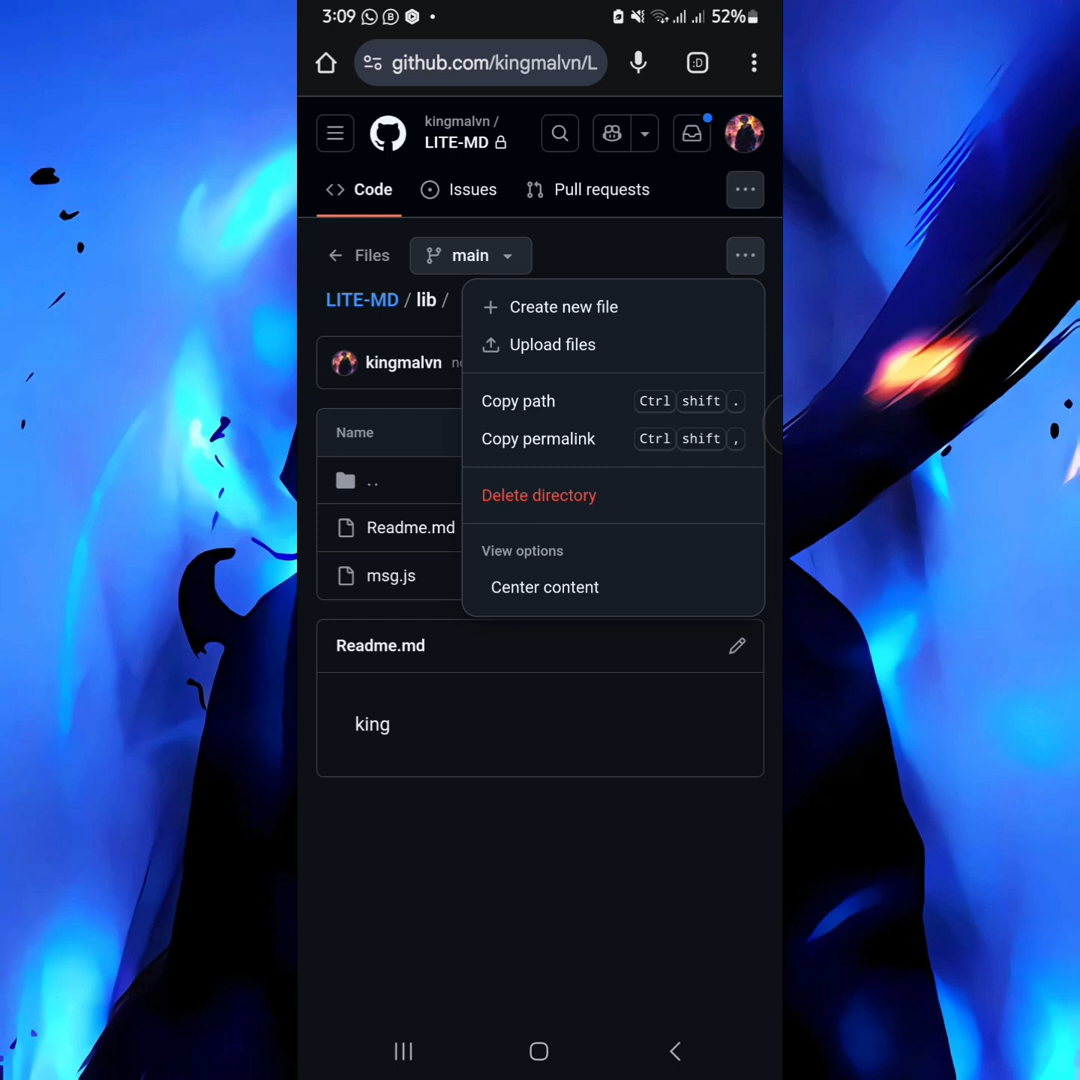 3:09 52%
github.com/kingmalvn/L :D
kingmalvn /
LITE-MD
Code Issues Pull requests
Files main
LITE-MD / lib /
Create new file
Upload files
kingmalvn
Copy path Ctrl shift .
Copy permalink Ctrl shift ,
Name
. .
Delete directory
Readme.md
View options
msg.js
Center content
Readme.md
king